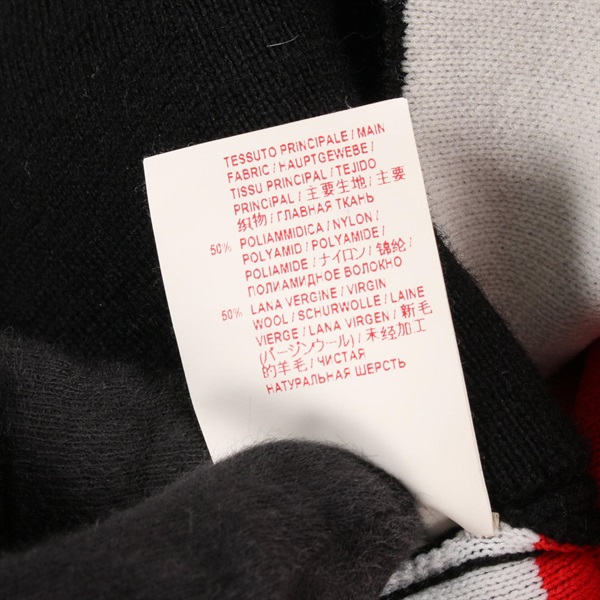 TESSUTO PRINCIPALE / MAIN
FABRIC / HAUPTGEWEBE /
TISSU PRINCIPAL / TEJIDO
PRINCIPAL / 主要生地 / 主要
织物 / ГЛАВНАЯ ТКАНЬ
50% POLIAMMIDICA / NYLON /
POLYAMID / POLYAMIDE /
POLIAMIDE / ナイロン / 锦纶 /
ПОЛИАМИДНОЕ ВОЛОКНО
50% LANA VERGINE / VIRGIN
WOOL / SCHURWOLLE / LAINE
VIERGE / LANA VIRGEN / 新毛
(バージンウール) / 未经加工
的羊毛 / ЧИСТАЯ
НАТУРАЛЬНАЯ ШЕРСТЬ